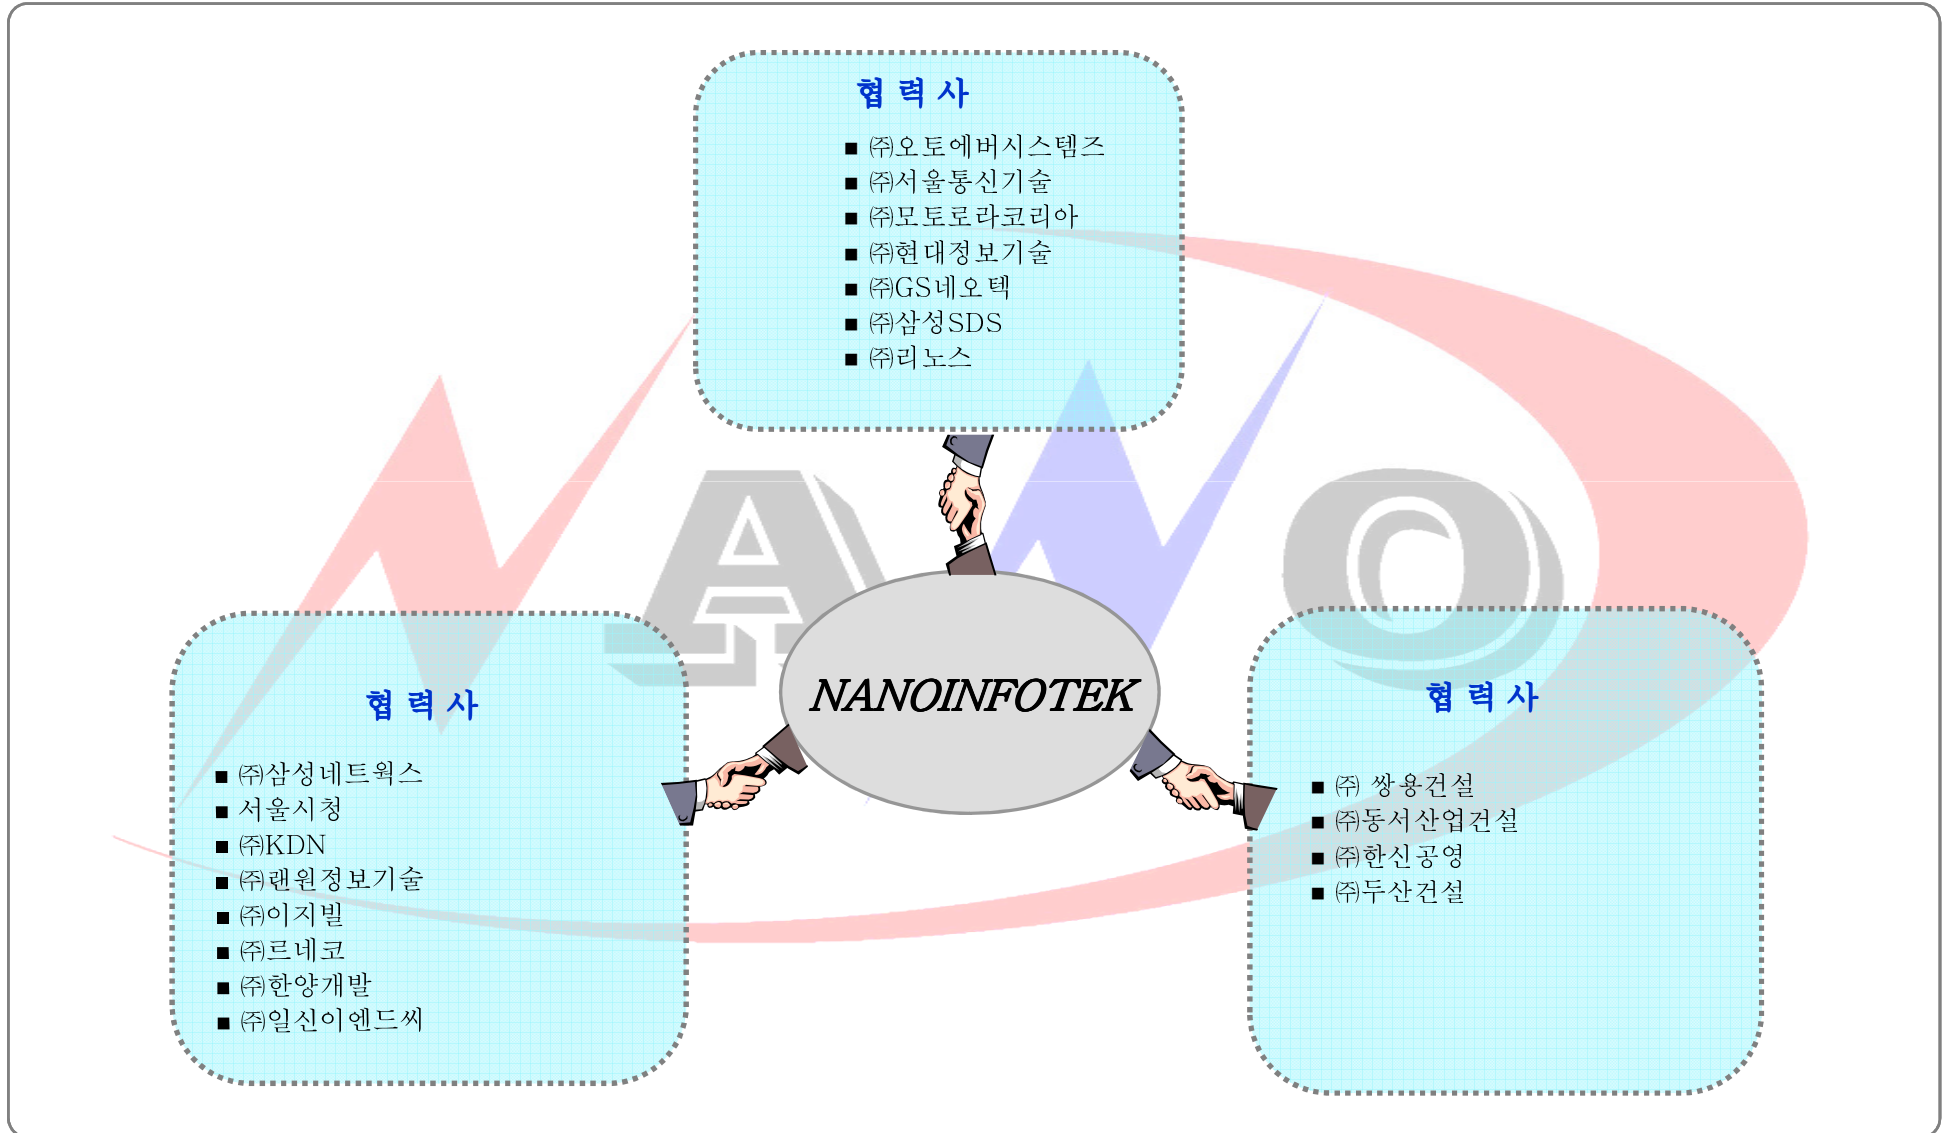 협 력 사
■ ㈜오토에버시스템즈
■ ㈜서울통신기술
■ ㈜모토로라코리아
■ ㈜현대정보기술
■ ㈜GS네오텍
■ ㈜삼성SDS
■ ㈜리노스
NANO
NANOINFOTEK
협 력 사
■ ㈜삼성네트웍스
■ 서울시청
■ ㈜KDN
■ ㈜랜원정보기술
■ ㈜이지빌
■ ㈜르네코
■ ㈜한양개발
■ ㈜일신이엔드씨
협 력 사
■ ㈜ 쌍용건설
■ ㈜동서산업건설
■ ㈜한신공영
■ ㈜두산건설